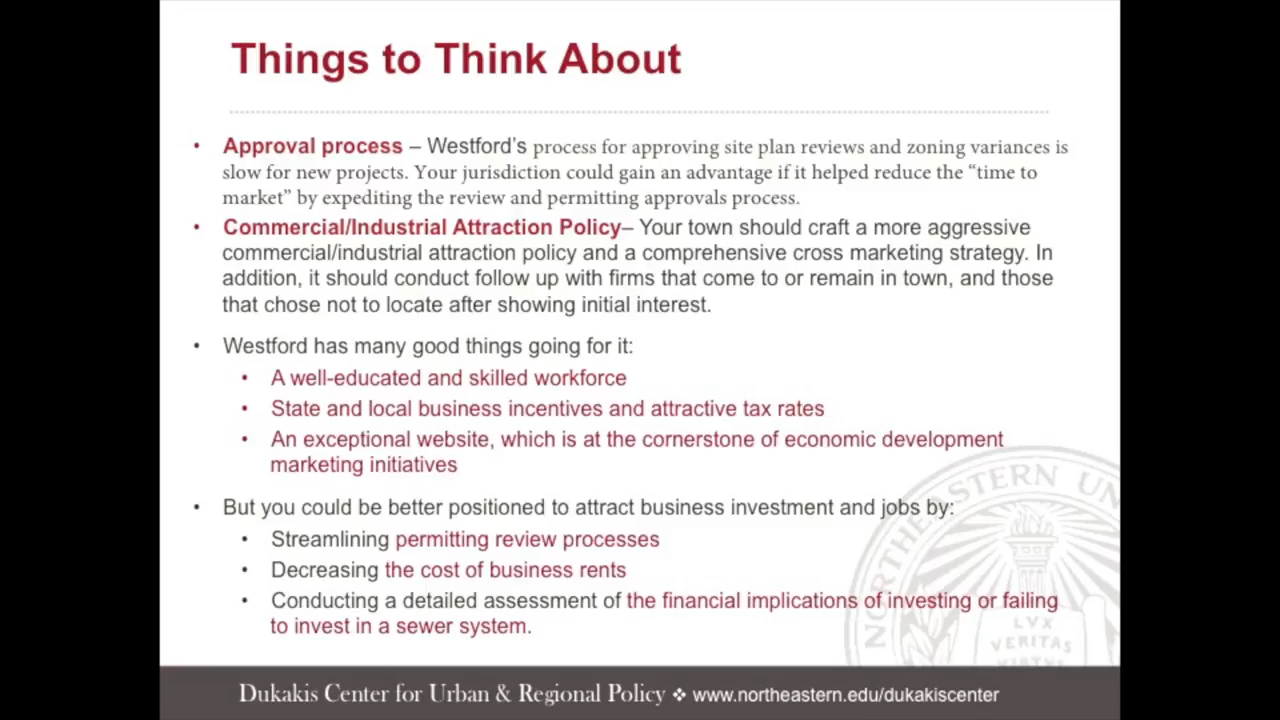 Things to Think About
• Approval process – Westford’s process for approving site plan reviews and zoning variances is
slow for new projects. Your jurisdiction could gain an advantage if it helped reduce the “time to
market” by expediting the review and permitting approvals process.
• Commercial/Industrial Attraction Policy– Your town should craft a more aggressive
commercial/industrial attraction policy and a comprehensive cross marketing strategy. In
addition, it should conduct follow up with firms that come to or remain in town, and those
that chose not to locate after showing initial interest.
• Westford has many good things going for it:
• A well-educated and skilled workforce
• State and local business incentives and attractive tax rates
• An exceptional website, which is at the cornerstone of economic development
marketing initiatives
• But you could be better positioned to attract business investment and jobs by:
• Streamlining permitting review processes
• Decreasing the cost of business rents
• Conducting a detailed assessment of the financial implications of investing or failing
to invest in a sewer system.
NORTHEASTERN UN
LVX
VERITAS
VIRTVS
Dukakis Center for Urban & Regional Policy ❖ www.northeastern.edu/dukakiscenter